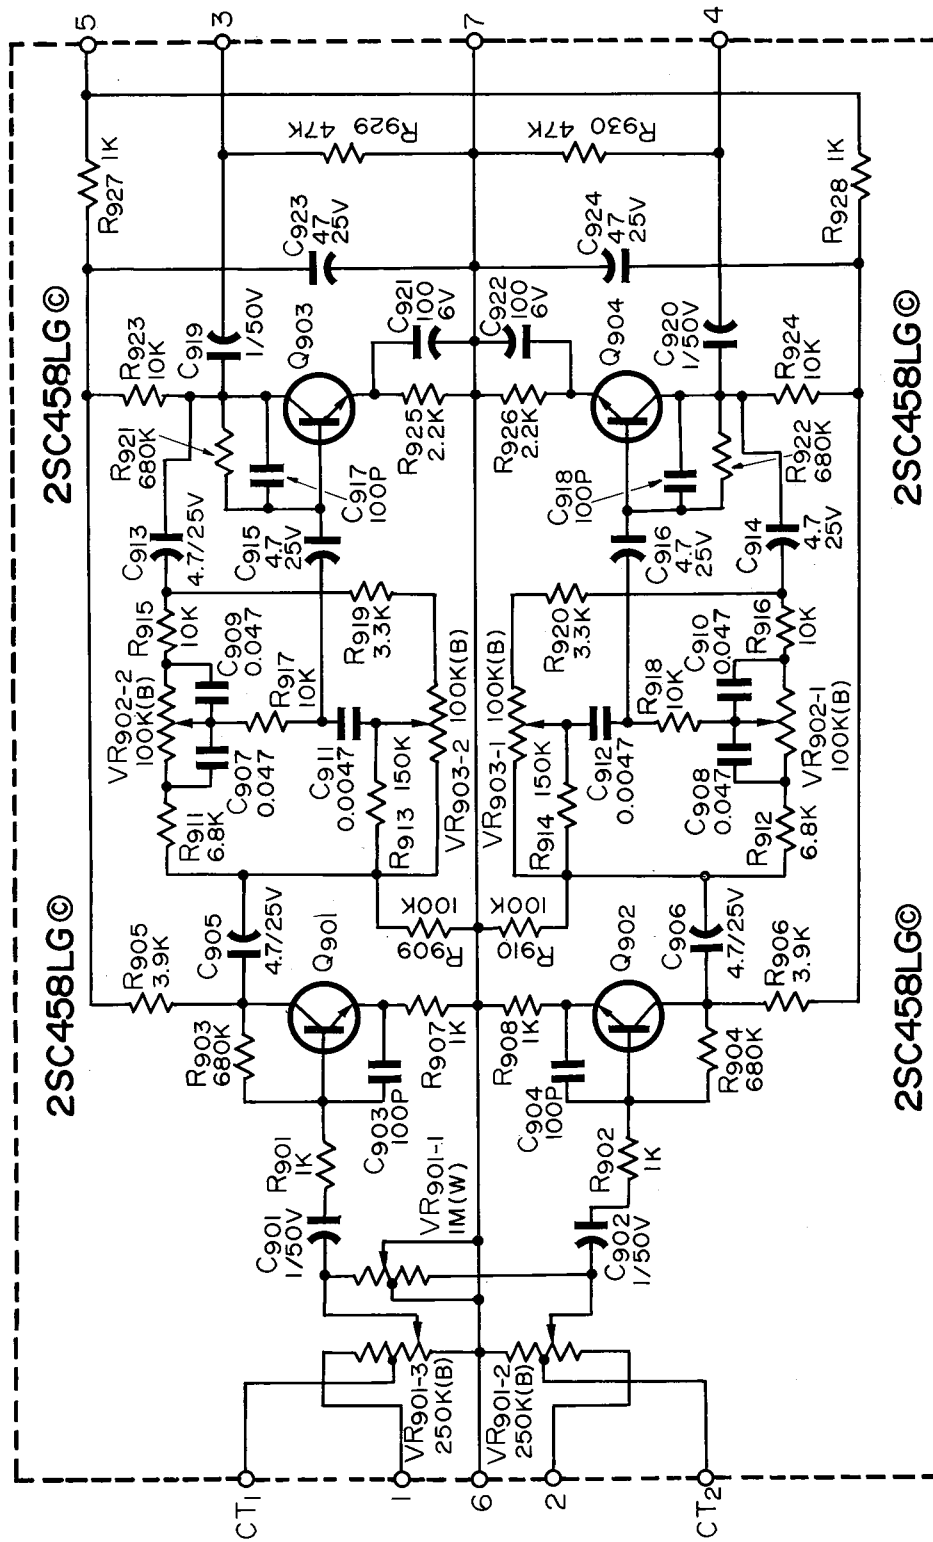 2SC458LG©
2SC458LG©
5
3
7
4
R927 1K
R929 47K
R930 47K
R928 1K
C923
47
25V
C924
47
25V
R923
10K
C919
1/50V
Q903
C921
100
6V
C922
100
6V
Q904
C920
1/50V
R924
10K
R921
680K
C917
100P
R925
2.2K
R926
2.2K
C918
100P
R922
680K
C913
4.7/25V
C915
4.7
25V
C916
4.7
25V
C914
4.7
25V
R915
10K
C909
0.047
R917
10K
R919
3.3K
R920
3.3K
R918
10K
C910
0.047
R916
10K
VR902-2
100K(B)
C907
0.047
C911
0.0047
100K(B)
VR903-2
100K(B)
VR903-1
C912
0.0047
C908
0.047
VR902-1
100K(B)
R911
6.8K
150K
R913
150K
R914
R912
6.8K
R905
3.9K
C905
4.7/25V
Q901
R909
100K
R910
100K
Q902
C906
4.7/25V
R906
3.9K
2SC458LG©
2SC458LG©
R903
680K
C903
100P
R907
1K
R908
1K
C904
100P
R904
680K
R901
1K
R902
1K
C901
1/50V
VR901-1
1M(W)
C902
1/50V
VR901-3
250K(B)
VR901-2
250K(B)
CT1
1
6
2
CT2